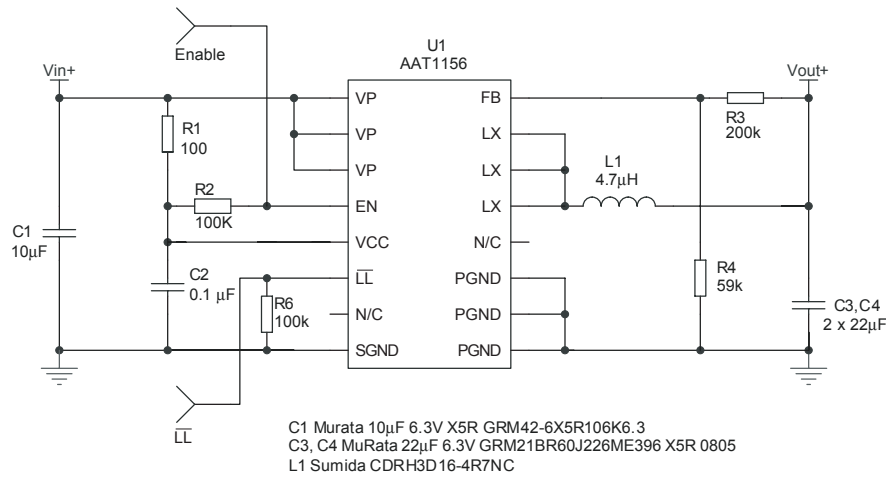 Enable
U1
AAT1156
Vin+
Vout+
VP
FB
R1
100
VP
LX
R3
200k
VP
LX
L1
4.7µH
R2
100K
EN
LX
C1
10µF
VCC
N/C
C2
0.1 µF
LL
PGND
R4
59k
R6
100k
N/C
PGND
C3,C4
2 x 22µF
SGND
PGND
LL
C1 Murata 10µF 6.3V X5R GRM42-6X5R106K6.3
C3, C4 MuRata 22µF 6.3V GRM21BR60J226ME396 X5R 0805
L1 Sumida CDRH3D16-4R7NC